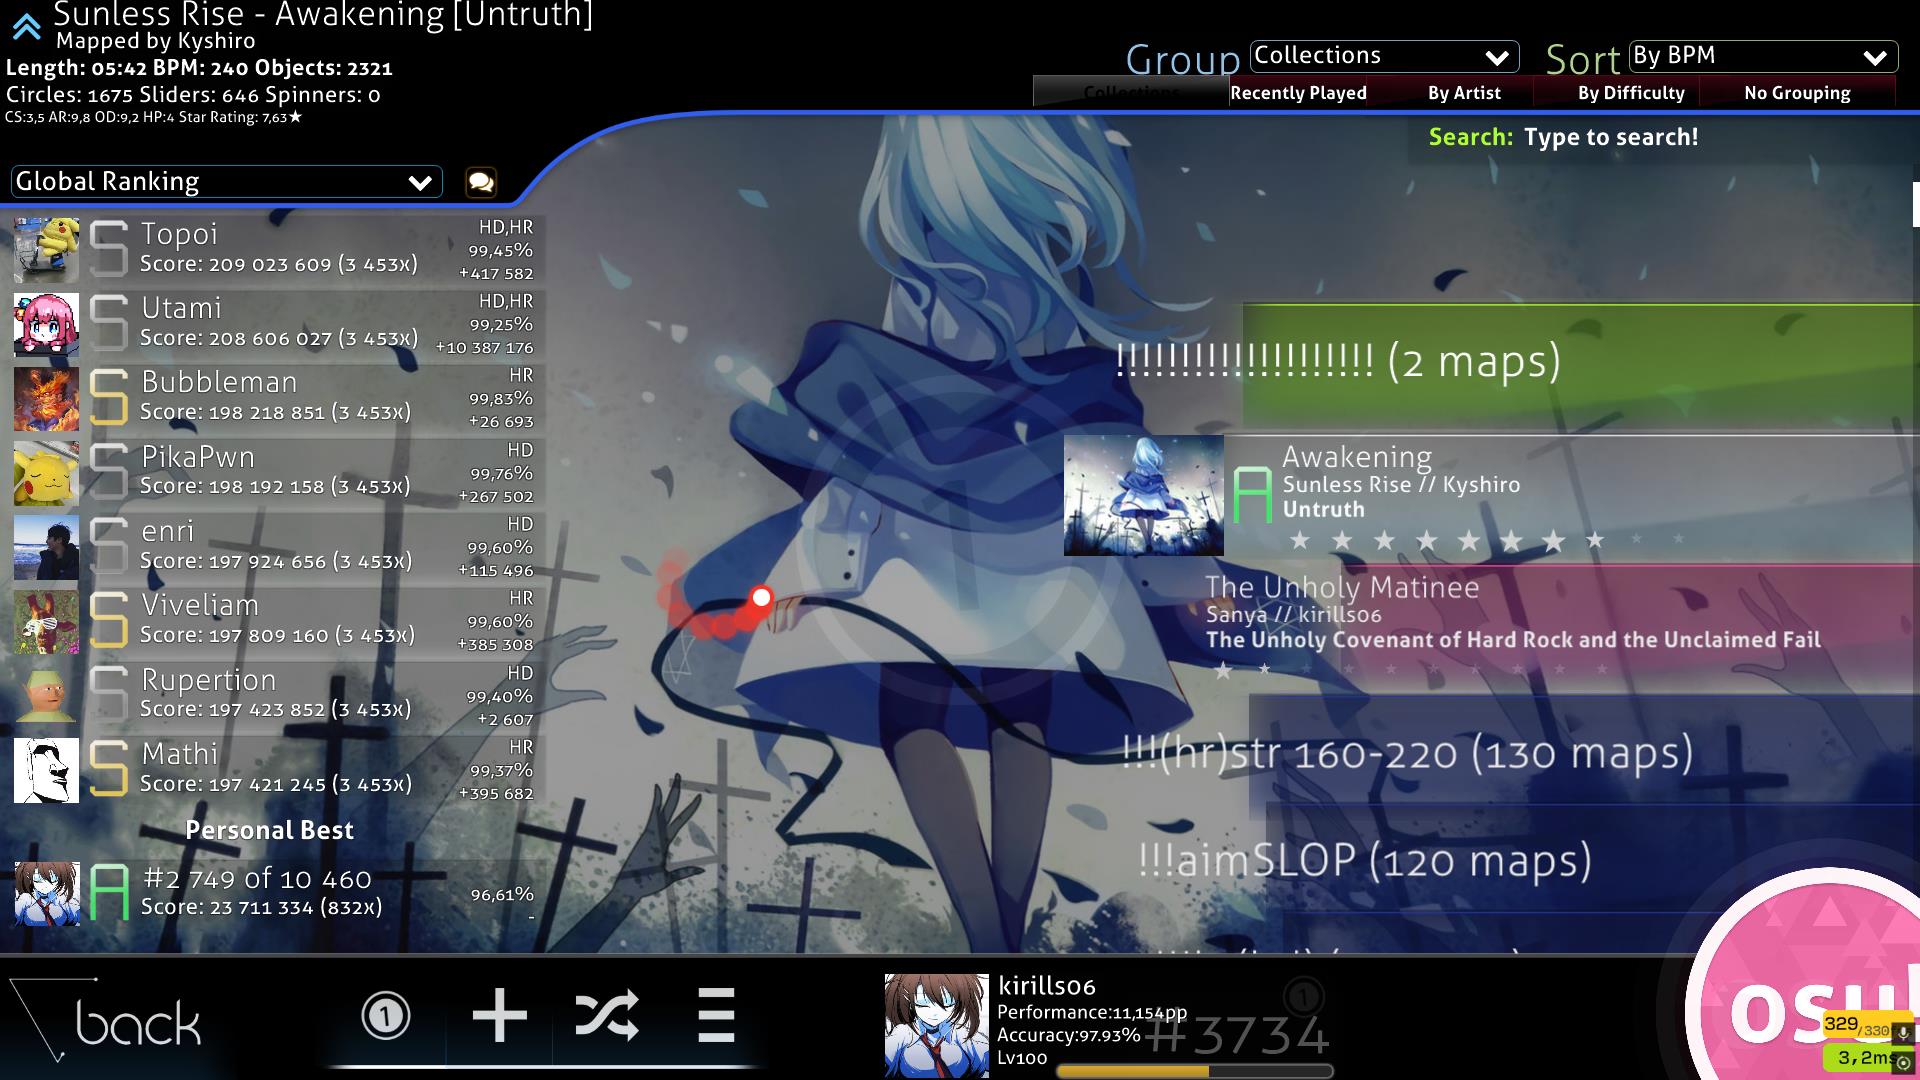 Sunless Rise - Awakening [Untruth]
Mapped by Kyshiro
Length: 05:42 BPM: 240 Objects: 2321
Circles: 1675 Sliders: 646 Spinners: 0
CS:3,5 AR:9,8 OD:9,2 HP:4 Star Rating: 7,63★
Group Collections
Sort By BPM
Collections
Recently Played
By Artist
By Difficulty
No Grouping
Search: Type to search!
Global Ranking
Topoi
Score: 209 023 609 (3 453x)
HD,HR
99,45%
+417 582
Utami
Score: 208 606 027 (3 453x)
HD,HR
99,25%
+10 387 176
Bubbleman
Score: 198 218 851 (3 453x)
HR
99,83%
+26 693
PikaPwn
Score: 198 192 158 (3 453x)
HD
99,76%
+267 502
enri
Score: 197 924 656 (3 453x)
HD
99,60%
+115 496
Viveliam
Score: 197 809 160 (3 453x)
HR
99,60%
+385 308
Rupertion
Score: 197 423 852 (3 453x)
HD
99,40%
+2 607
Mathi
Score: 197 421 245 (3 453x)
HR
99,37%
+395 682
Personal Best
#2 749 of 10 460
Score: 23 711 334 (832x)
96,61%
-
!!!!!!!!!!!!!!!!!!!! (2 maps)
A
Awakening
Sunless Rise // Kyshiro
Untruth
The Unholy Matinee
Sanya // kirills06
The Unholy Covenant of Hard Rock and the Unclaimed Fail
!!!(hr)str 160-220 (130 maps)
!!!aimSLOP (120 maps)
back
1
kirills06
Performance:11,154pp
Accuracy:97.93%
Lv100
#3734
osu!
329/330
3,2ms